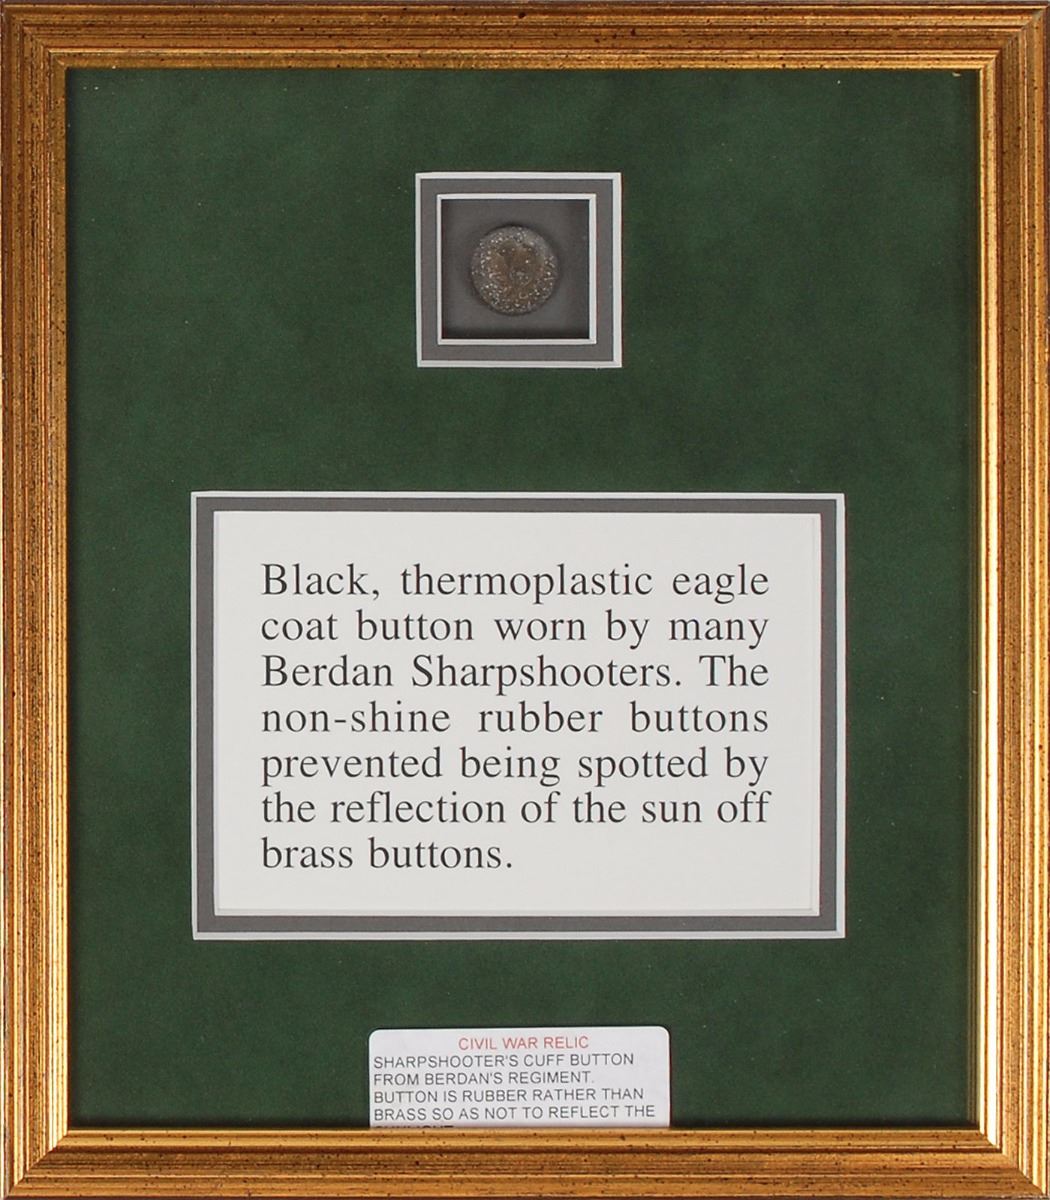 Black, thermoplastic eagle
coat button worn by many
Berdan Sharpshooters. The
non-shine rubber buttons
prevented being spotted by
the reflection of the sun off
brass buttons.
CIVIL WAR RELIC
SHARPSHOOTER'S CUFF BUTTON
FROM BERDAN'S REGIMENT.
BUTTON IS RUBBER RATHER THAN
BRASS SO AS NOT TO REFLECT THE